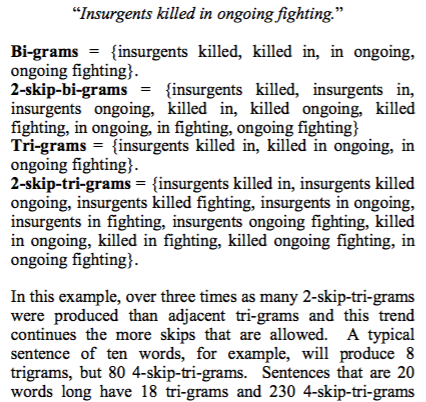 “Insurgents killed in ongoing fighting.”
Bi-grams = {insurgents killed, killed in, in ongoing,
ongoing fighting}.
2-skip-bi-grams = {insurgents killed, insurgents in,
insurgents ongoing, killed in, killed ongoing, killed
fighting, in ongoing, in fighting, ongoing fighting}
Tri-grams = {insurgents killed in, killed in ongoing, in
ongoing fighting}.
2-skip-tri-grams = {insurgents killed in, insurgents killed
ongoing, insurgents killed fighting, insurgents in ongoing,
insurgents in fighting, insurgents ongoing fighting, killed
in ongoing, killed in fighting, killed ongoing fighting, in
ongoing fighting}.
In this example, over three times as many 2-skip-tri-grams
were produced than adjacent tri-grams and this trend
continues the more skips that are allowed. A typical
sentence of ten words, for example, will produce 8
trigrams, but 80 4-skip-tri-grams. Sentences that are 20
words long have 18 tri-grams and 230 4-skip-tri-grams